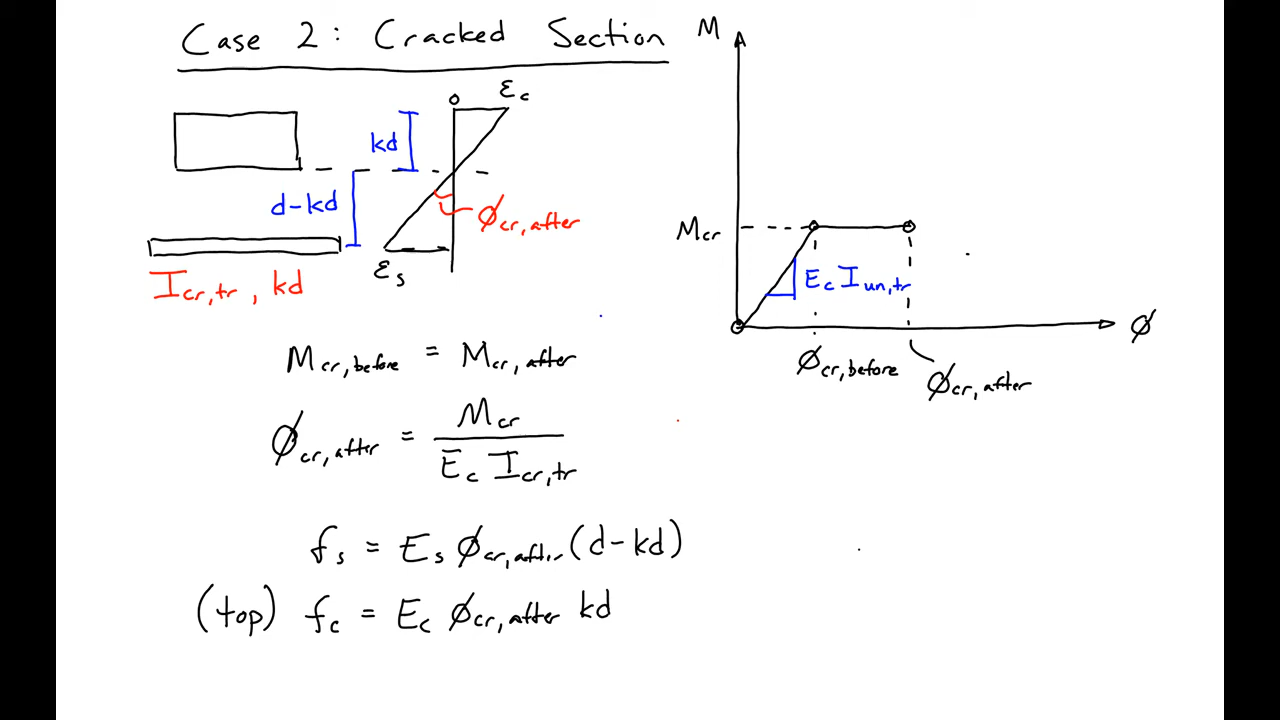 Case 2: Cracked Section
o εc
kd
d-kd
ϕcr,after
εs
Icr,tr , kd
M
Mcr
Ec Iun,tr
ϕ
ϕcr,before
ϕcr,after
Mcr,before = Mcr,after
ϕcr,after = Mcr / Ec Icr,tr
fs = Es ϕcr,after (d-kd)
(top) fc = Ec ϕcr,after kd